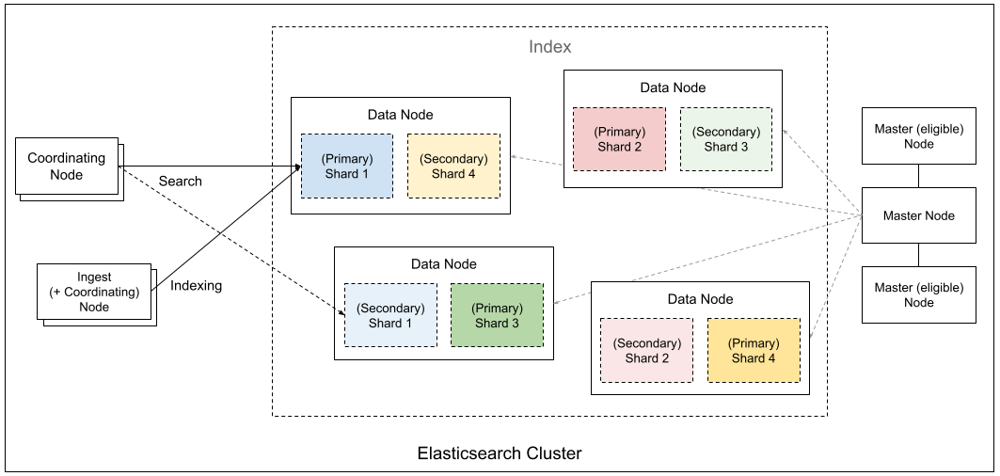 Index
Data Node
(Primary)
Shard 1
(Secondary)
Shard 4
Data Node
(Primary)
Shard 2
(Secondary)
Shard 3
Coordinating
Node
Search
Ingest
(+ Coordinating)
Node
Indexing
Data Node
(Secondary)
Shard 1
(Primary)
Shard 3
Data Node
(Secondary)
Shard 2
(Primary)
Shard 4
Master (eligible)
Node
Master Node
Master (eligible)
Node
Elasticsearch Cluster